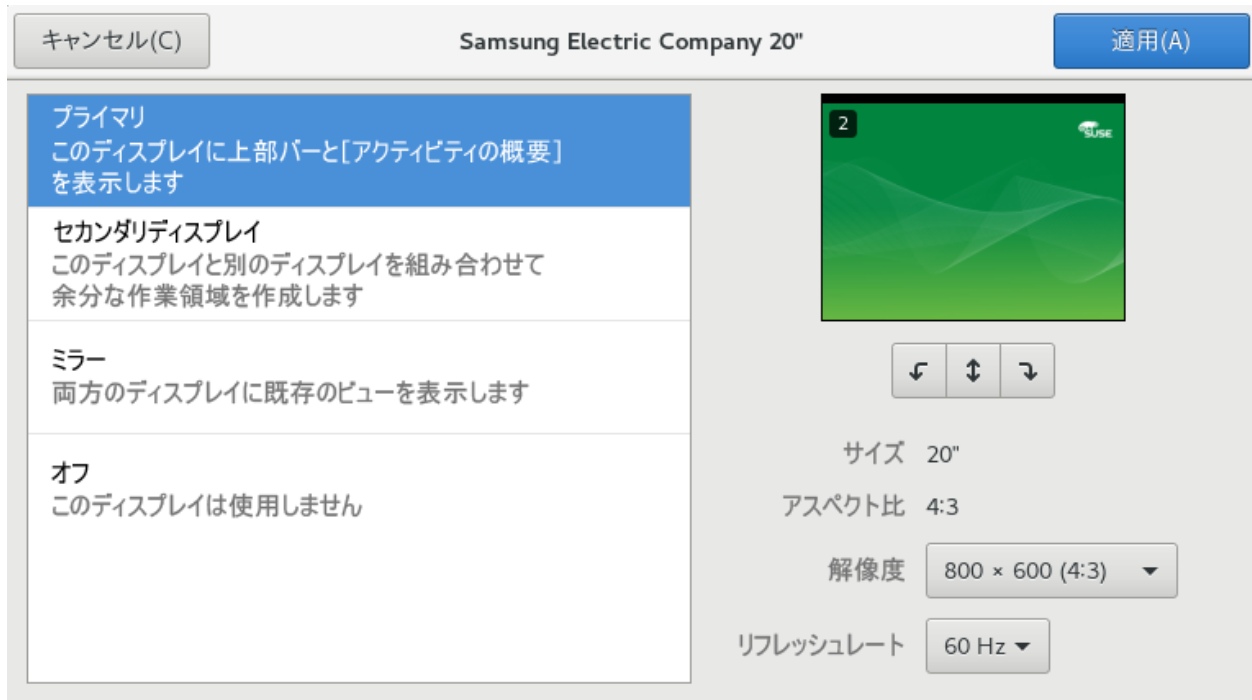 キャンセル(C)
Samsung Electric Company 20"
適用(A)
プライマリ
このディスプレイに上部バーと[アクティビティの概要]
を表示します
セカンダリディスプレイ
このディスプレイと別のディスプレイを組み合わせて
余分な作業領域を作成します
ミラー
両方のディスプレイに既存のビューを表示します
オフ
このディスプレイは使用しません
2
SUSE
サイズ 20"
アスペクト比 4:3
解像度 800 × 600 (4:3)
リフレッシュレート 60 Hz